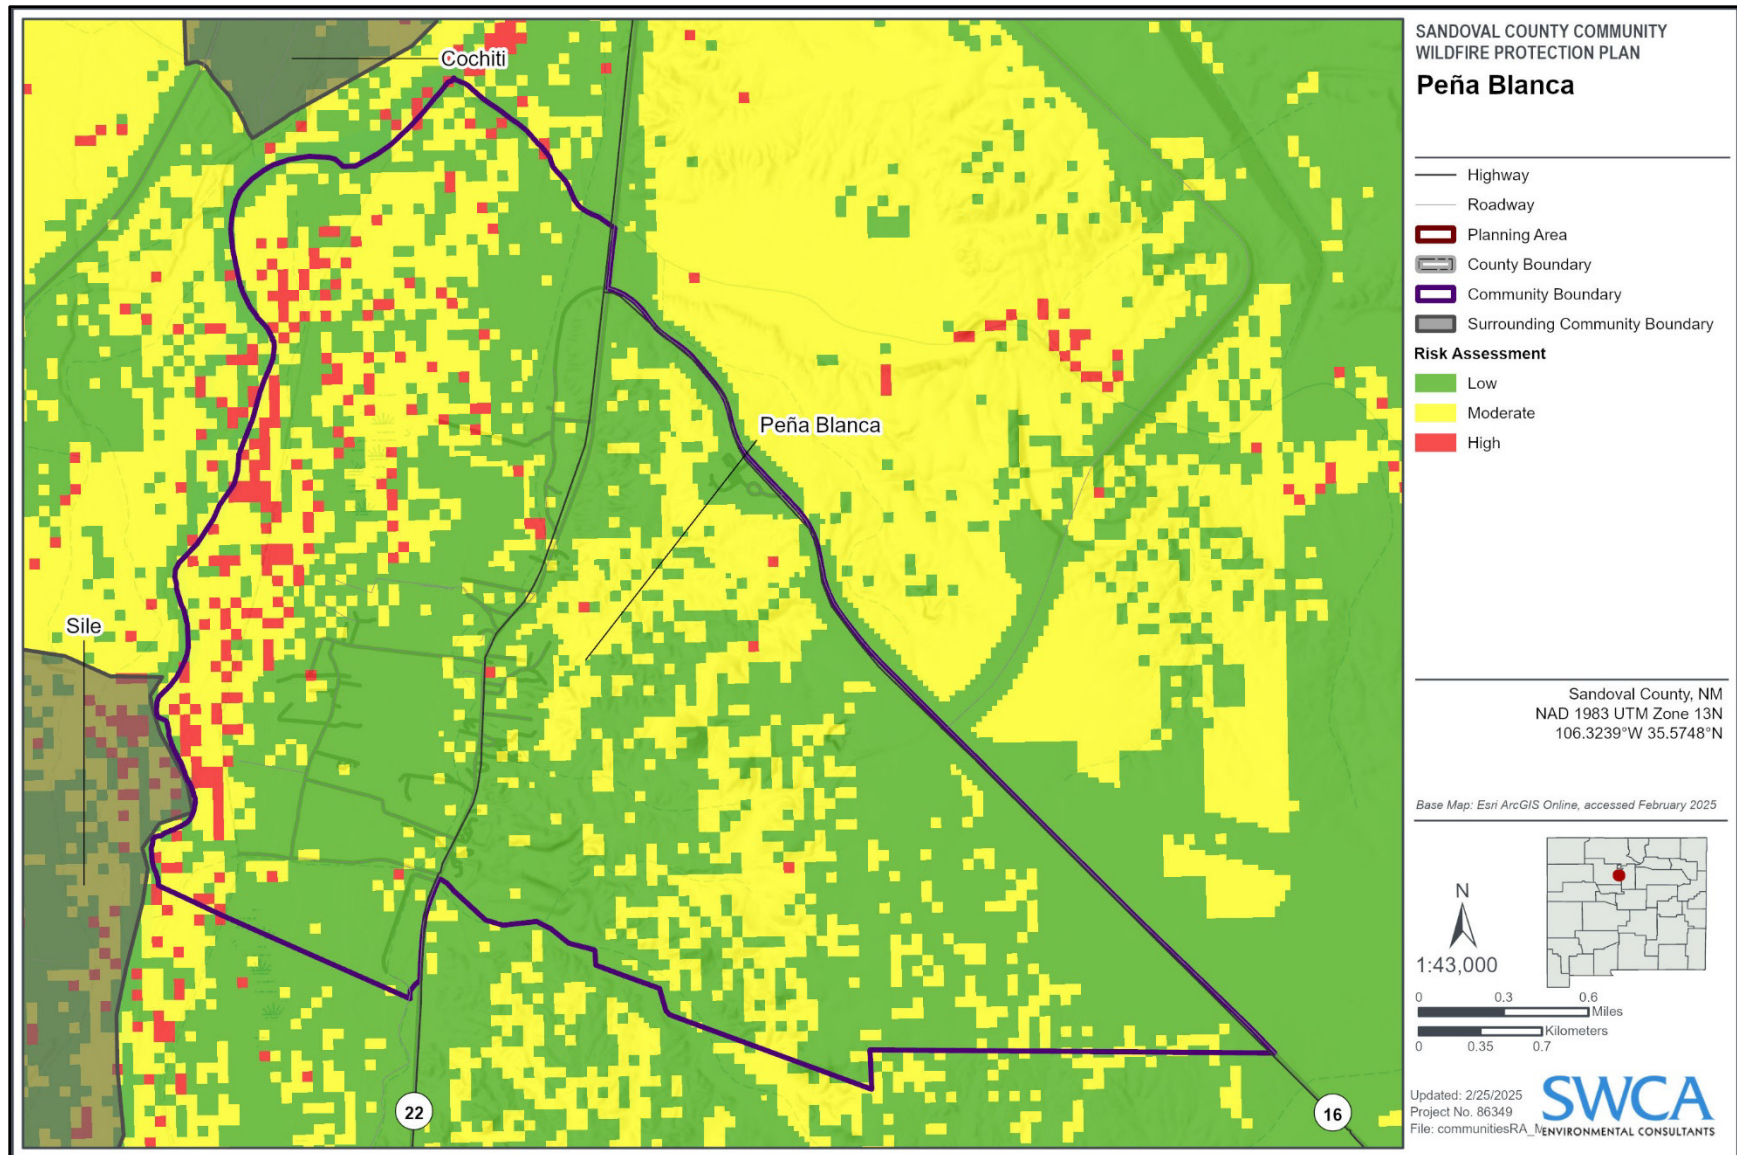 SANDOVAL COUNTY COMMUNITY
WILDFIRE PROTECTION PLAN
Peña Blanca
Highway
Roadway
Planning Area
County Boundary
Community Boundary
Surrounding Community Boundary
Risk Assessment
Low
Moderate
High
Cochiti
Peña Blanca
Sile
22
16
Sandoval County, NM
NAD 1983 UTM Zone 13N
106.3239°W 35.5748°N
Base Map: Esri ArcGIS Online, accessed February 2025
N
1:43,000
0 0.3 0.6
Miles
Kilometers
0 0.35 0.7
Updated: 2/25/2025
Project No. 86349
File: communitiesRA_M
SWCA
ENVIRONMENTAL CONSULTANTS